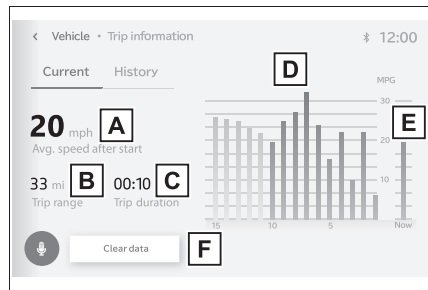 Vehicle • Trip information
12:00
Current
History
D
MPG
20 mph
A
Avg. speed after start
33 mi
B
00:10
C
Trip range
Trip duration
30
E
20
10
15
10
5
Now
Clear data
F